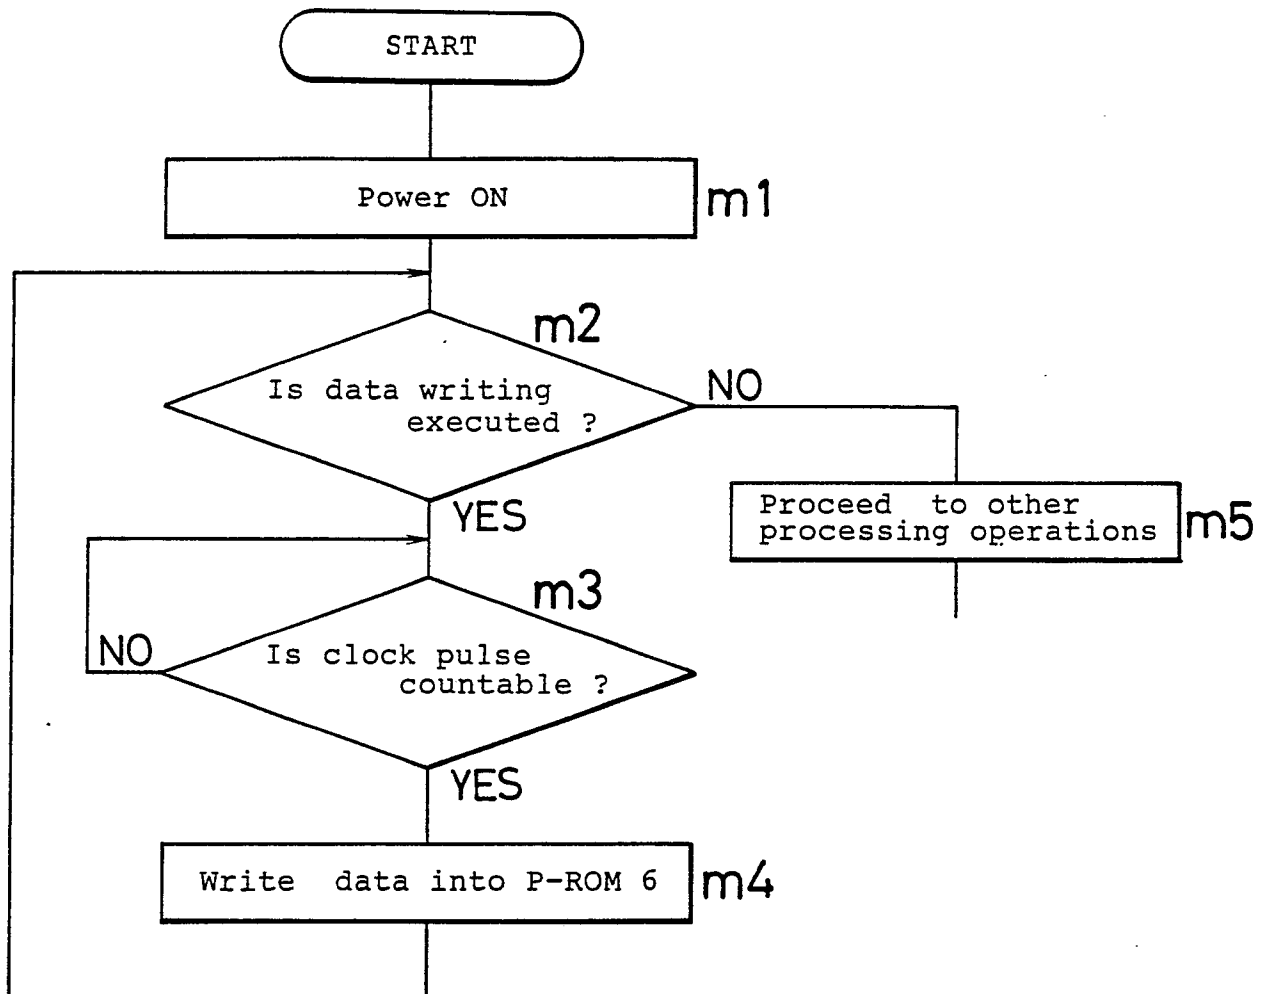 START
Power ON
m1
m2
Is data writing
executed ?
NO
YES
Proceed to other
processing operations
m5
m3
NO
Is clock pulse
countable ?
YES
Write data into P-ROM 6
m4